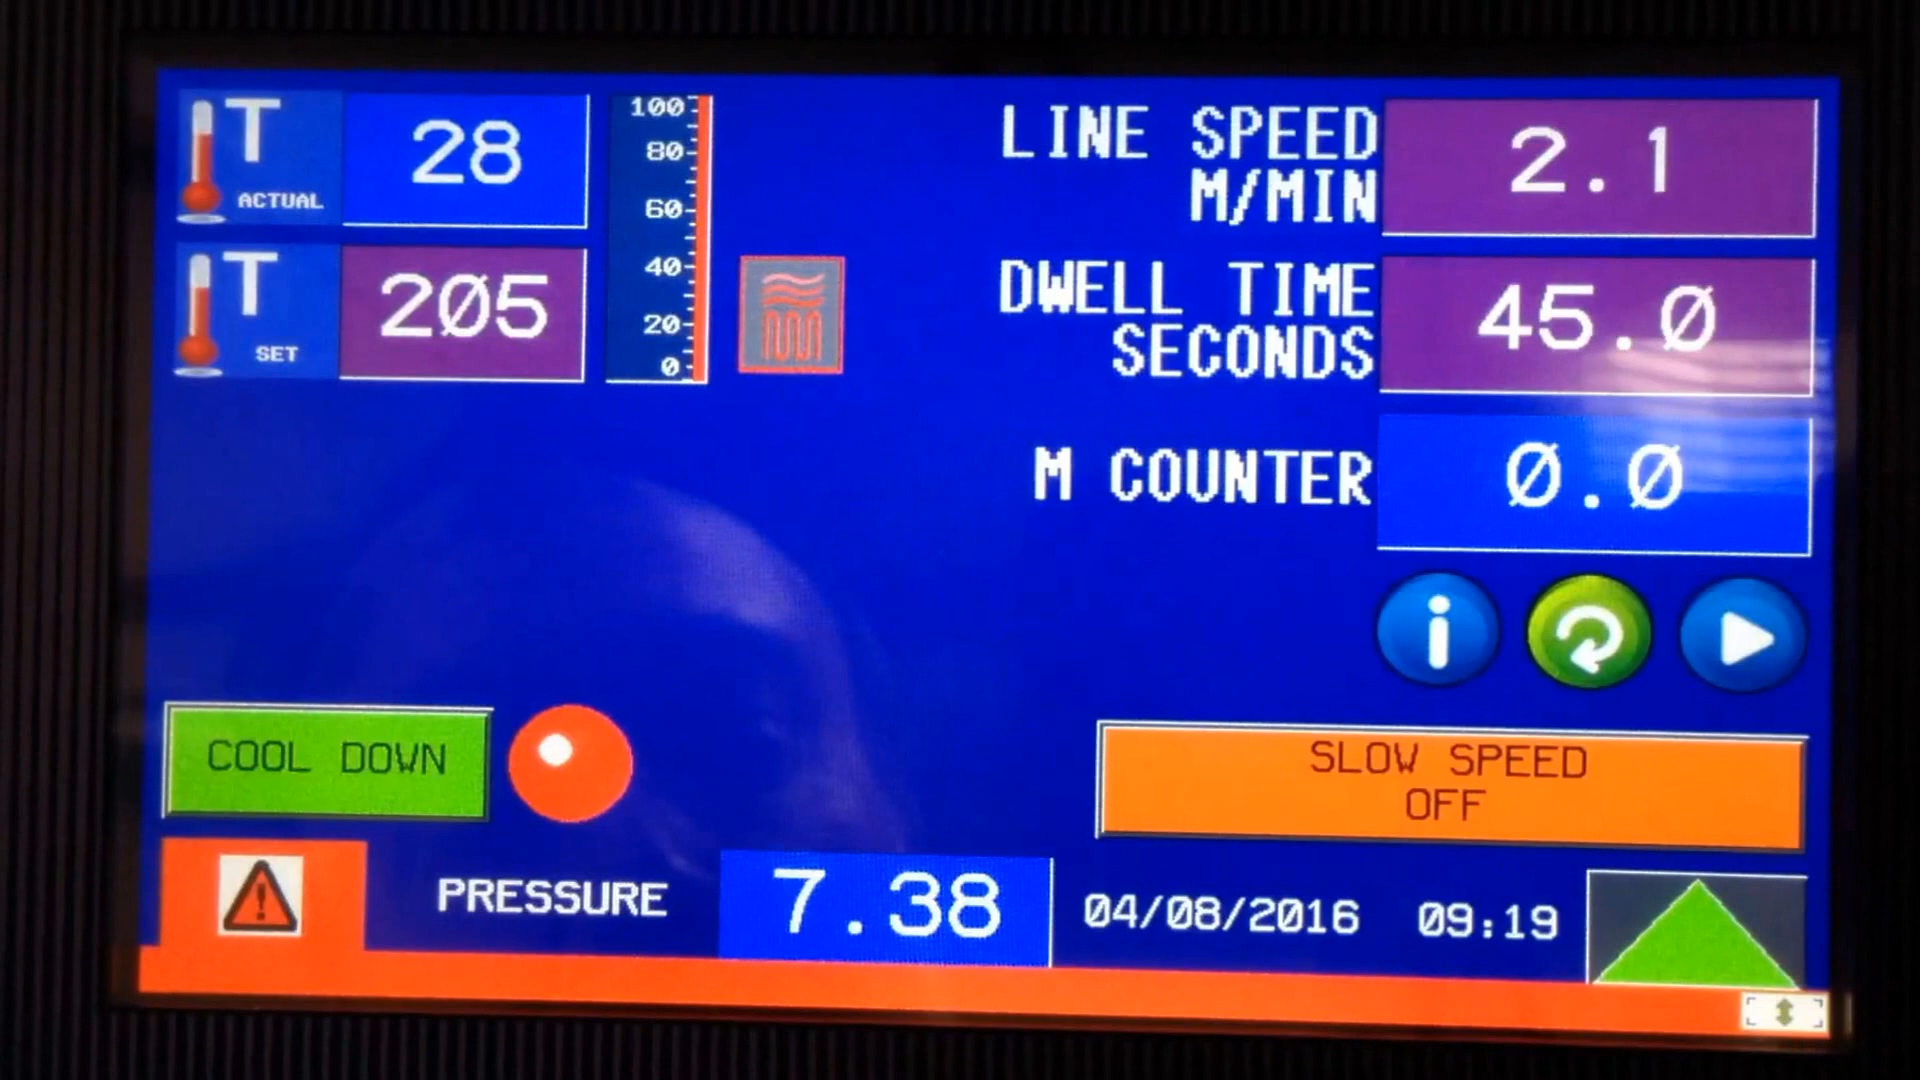 T
ACTUAL
28
T
SET
205
100
80
60
40
20
0
LINE SPEED
M/MIN
2.1
DWELL TIME
SECONDS
45.0
M COUNTER
0.0
i
COOL DOWN
SLOW SPEED
OFF
!
PRESSURE
7.38
04/08/2016 09:19